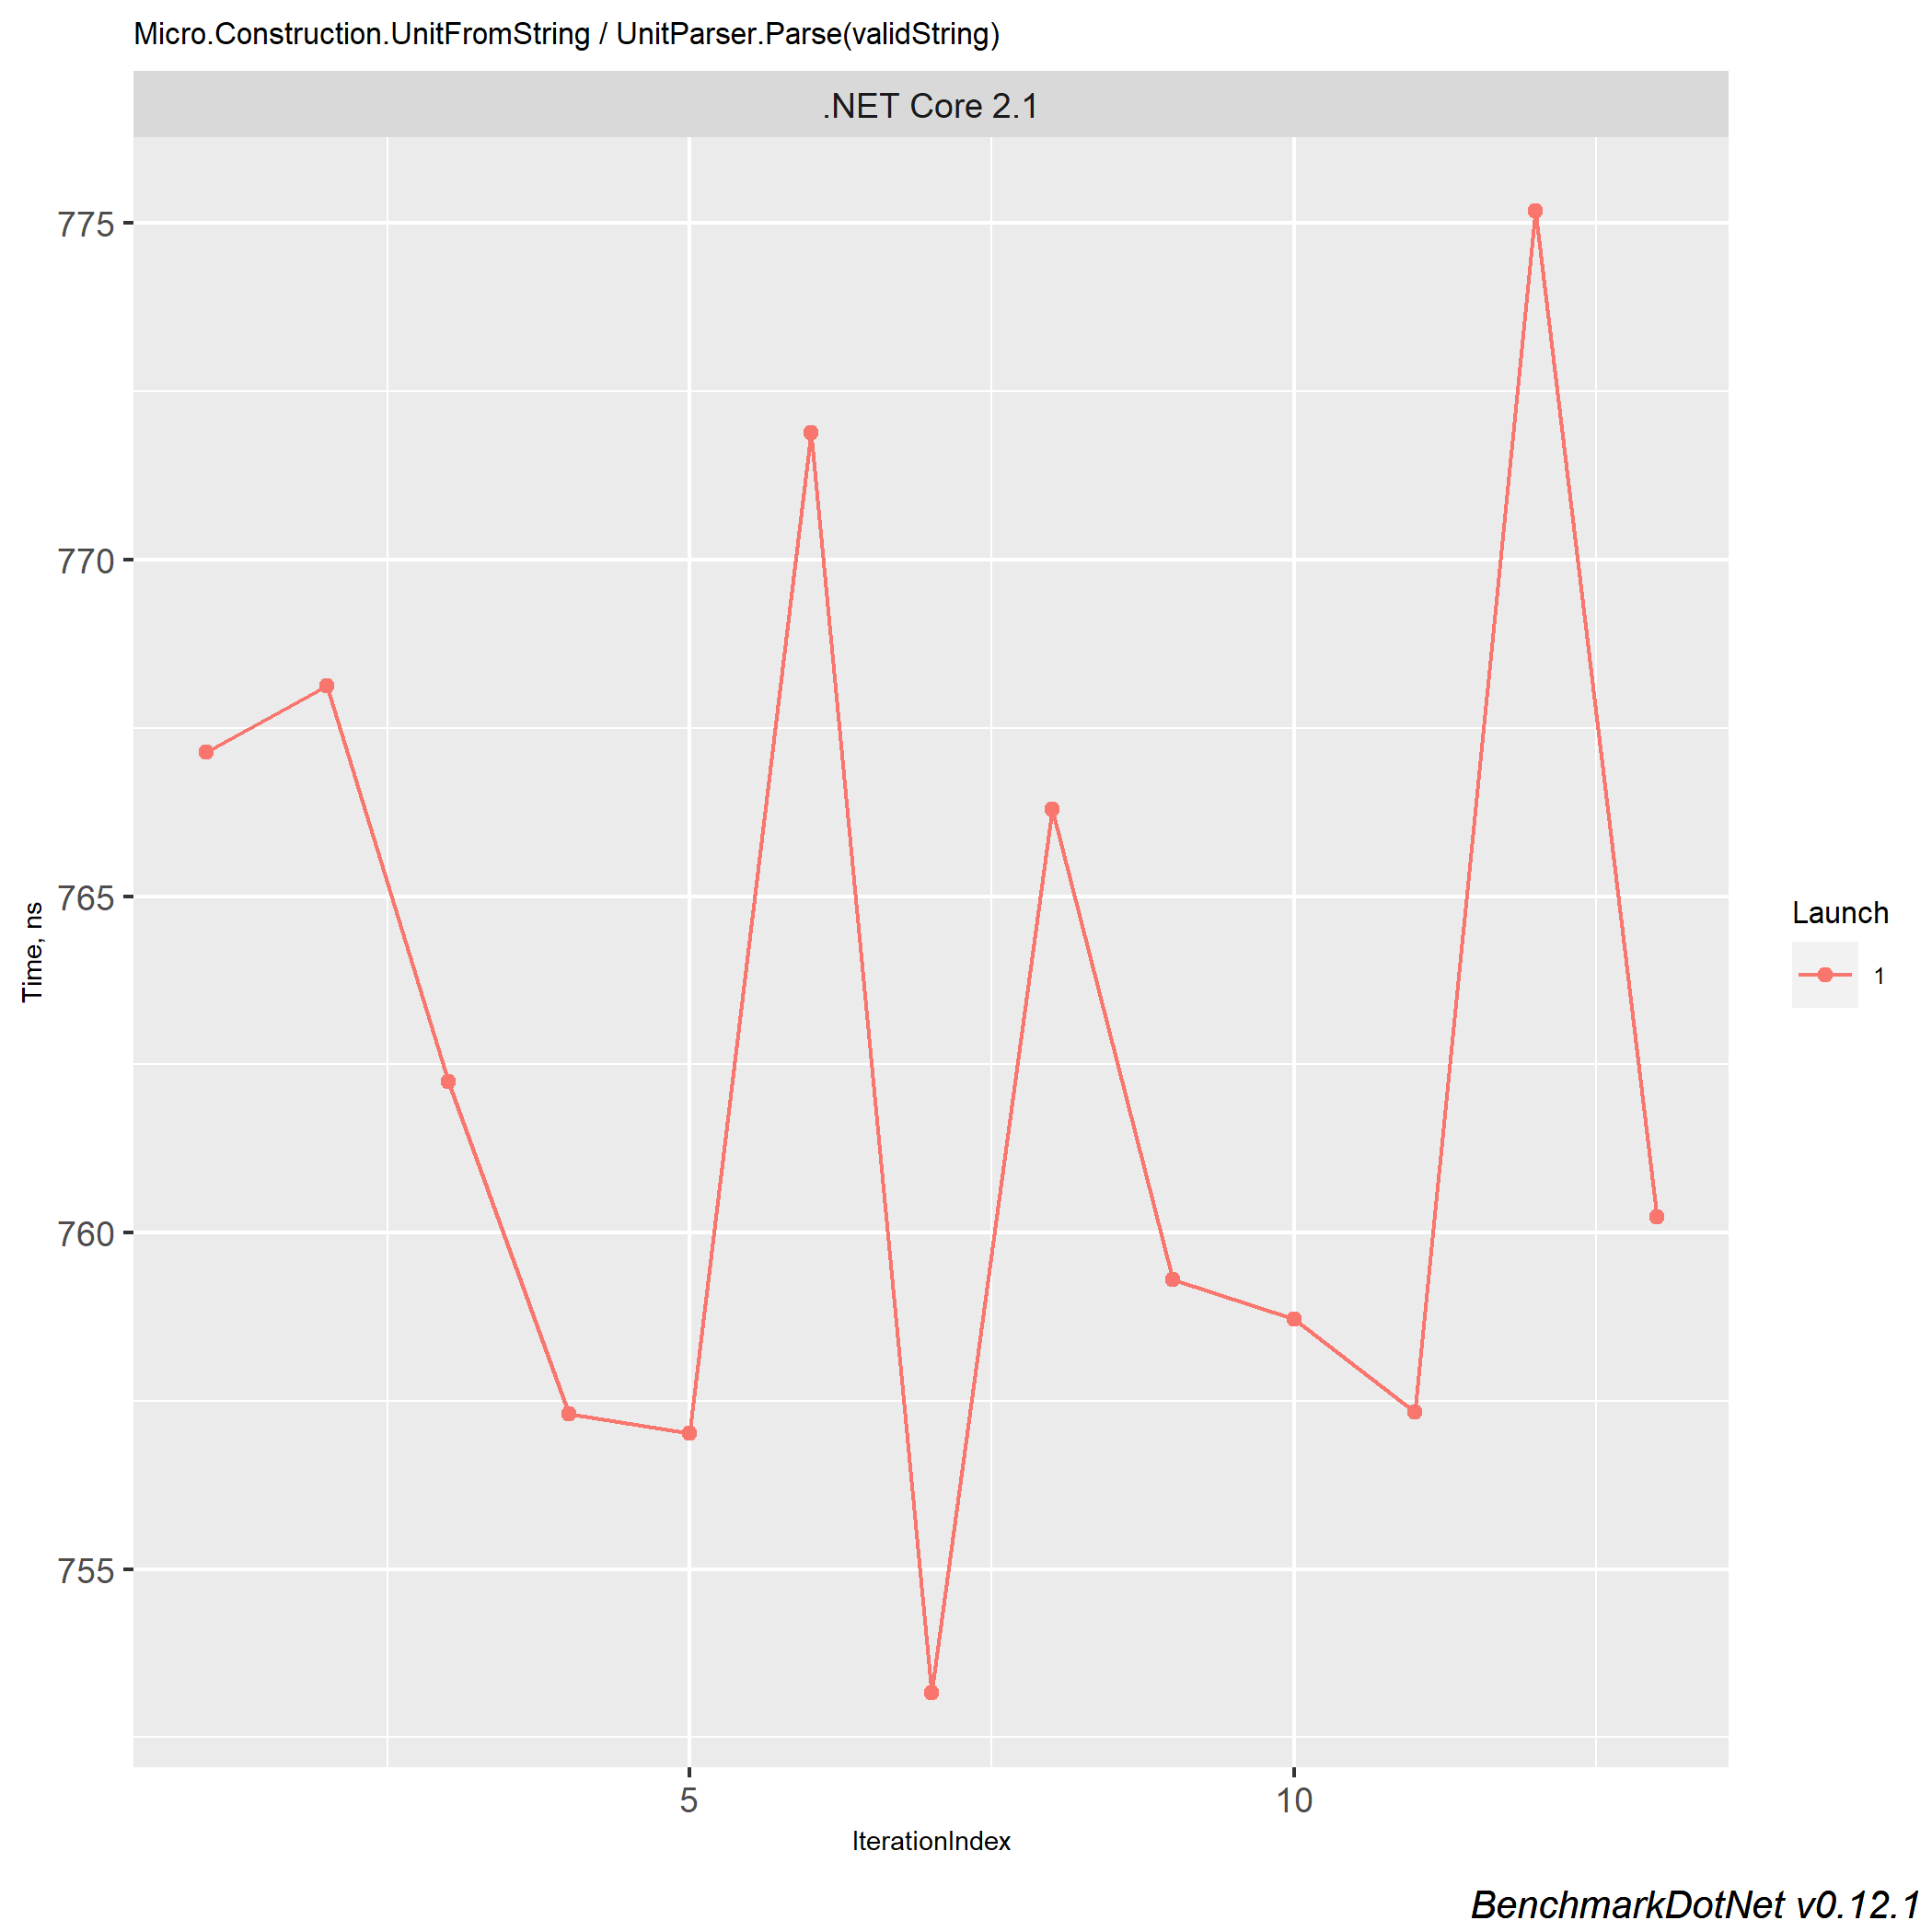 Micro.Construction.UnitFromString / UnitParser.Parse(validString)
.NET Core 2.1
775
770
765
760
755
Time, ns
5
10
IterationIndex
Launch
1
BenchmarkDotNet v0.12.1